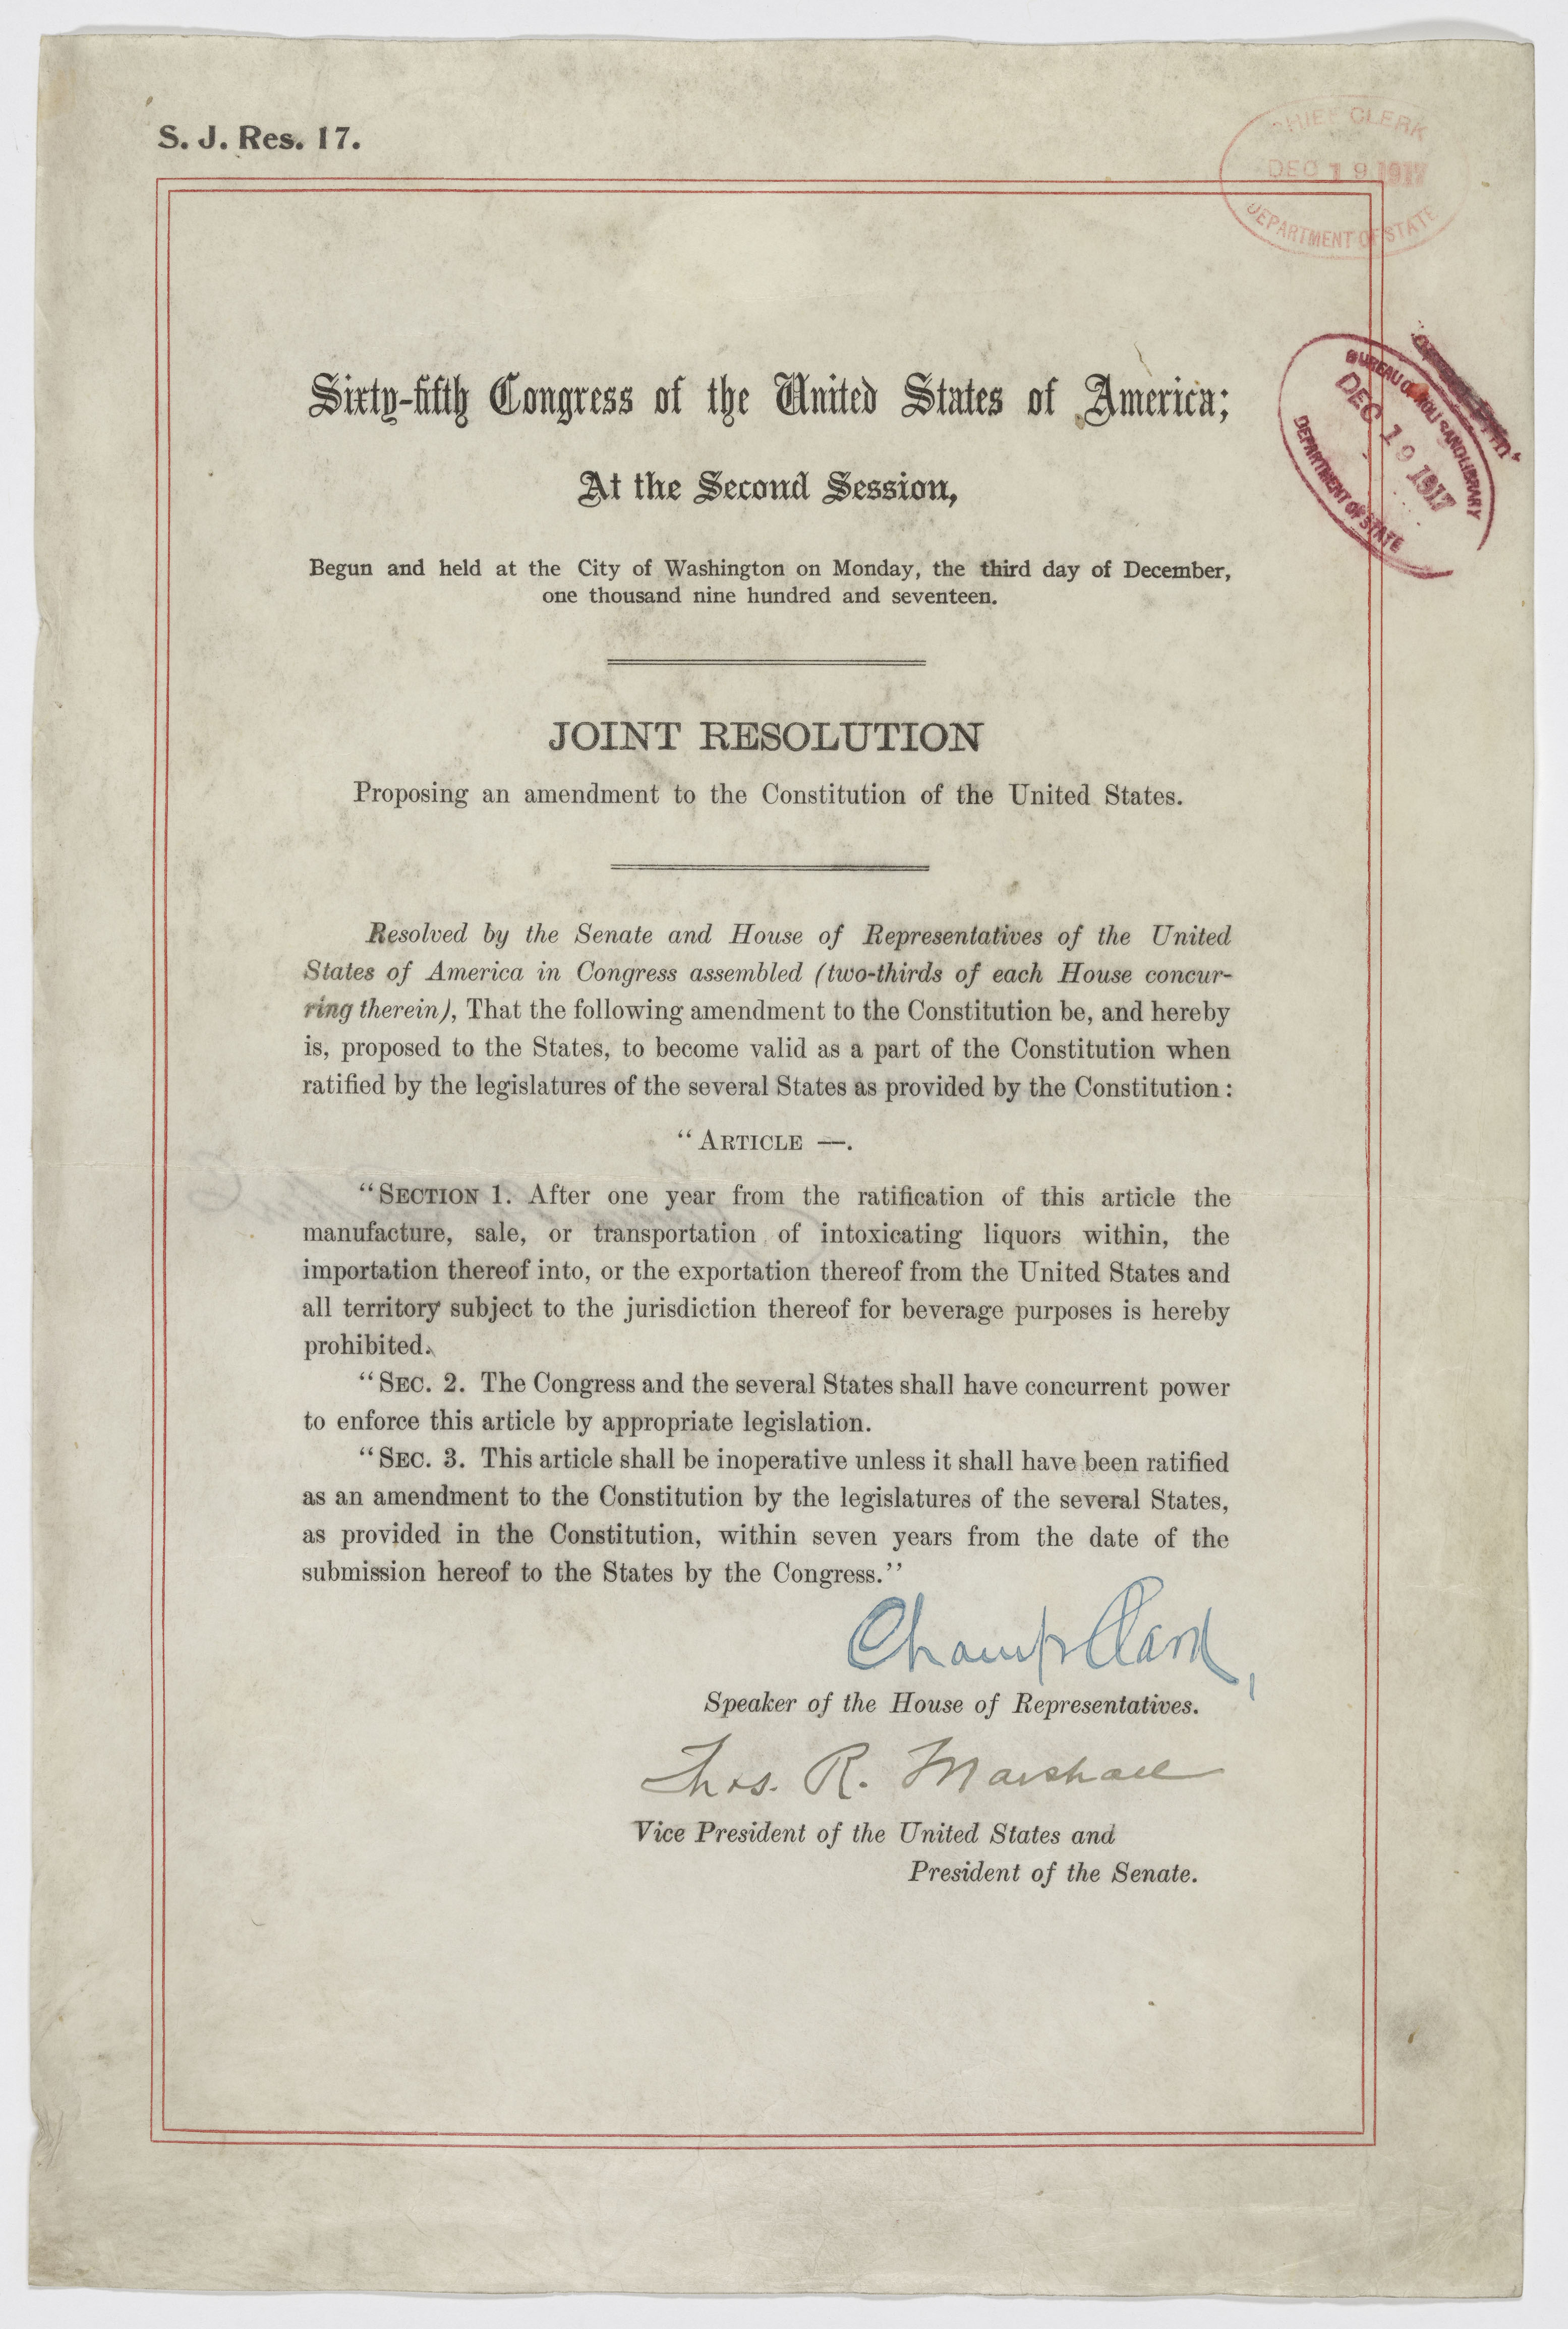 S. J. Res. 17.
CHIEF CLERK
DEC 19 1917
DEPARTMENT OF STATE
Sixty-fifth Congress of the United States of America;
BUREAU OF ROLLS AND LIBRARY
DEC 19 1917
DEPARTMENT OF STATE
At the Second Session,
Begun and held at the City of Washington on Monday, the third day of December,
one thousand nine hundred and seventeen.
JOINT RESOLUTION
Proposing an amendment to the Constitution of the United States.
Resolved by the Senate and House of Representatives of the United
States of America in Congress assembled (two-thirds of each House concur-
ring therein), That the following amendment to the Constitution be, and hereby
is, proposed to the States, to become valid as a part of the Constitution when
ratified by the legislatures of the several States as provided by the Constitution:
“ARTICLE —.
“SECTION 1. After one year from the ratification of this article the
manufacture, sale, or transportation of intoxicating liquors within, the
importation thereof into, or the exportation thereof from the United States and
all territory subject to the jurisdiction thereof for beverage purposes is hereby
prohibited.
“SEC. 2. The Congress and the several States shall have concurrent power
to enforce this article by appropriate legislation.
“SEC. 3. This article shall be inoperative unless it shall have been ratified
as an amendment to the Constitution by the legislatures of the several States,
as provided in the Constitution, within seven years from the date of the
submission hereof to the States by the Congress.”
Champ Clark
Speaker of the House of Representatives.
Thos. R. Marshall
Vice President of the United States and
President of the Senate.